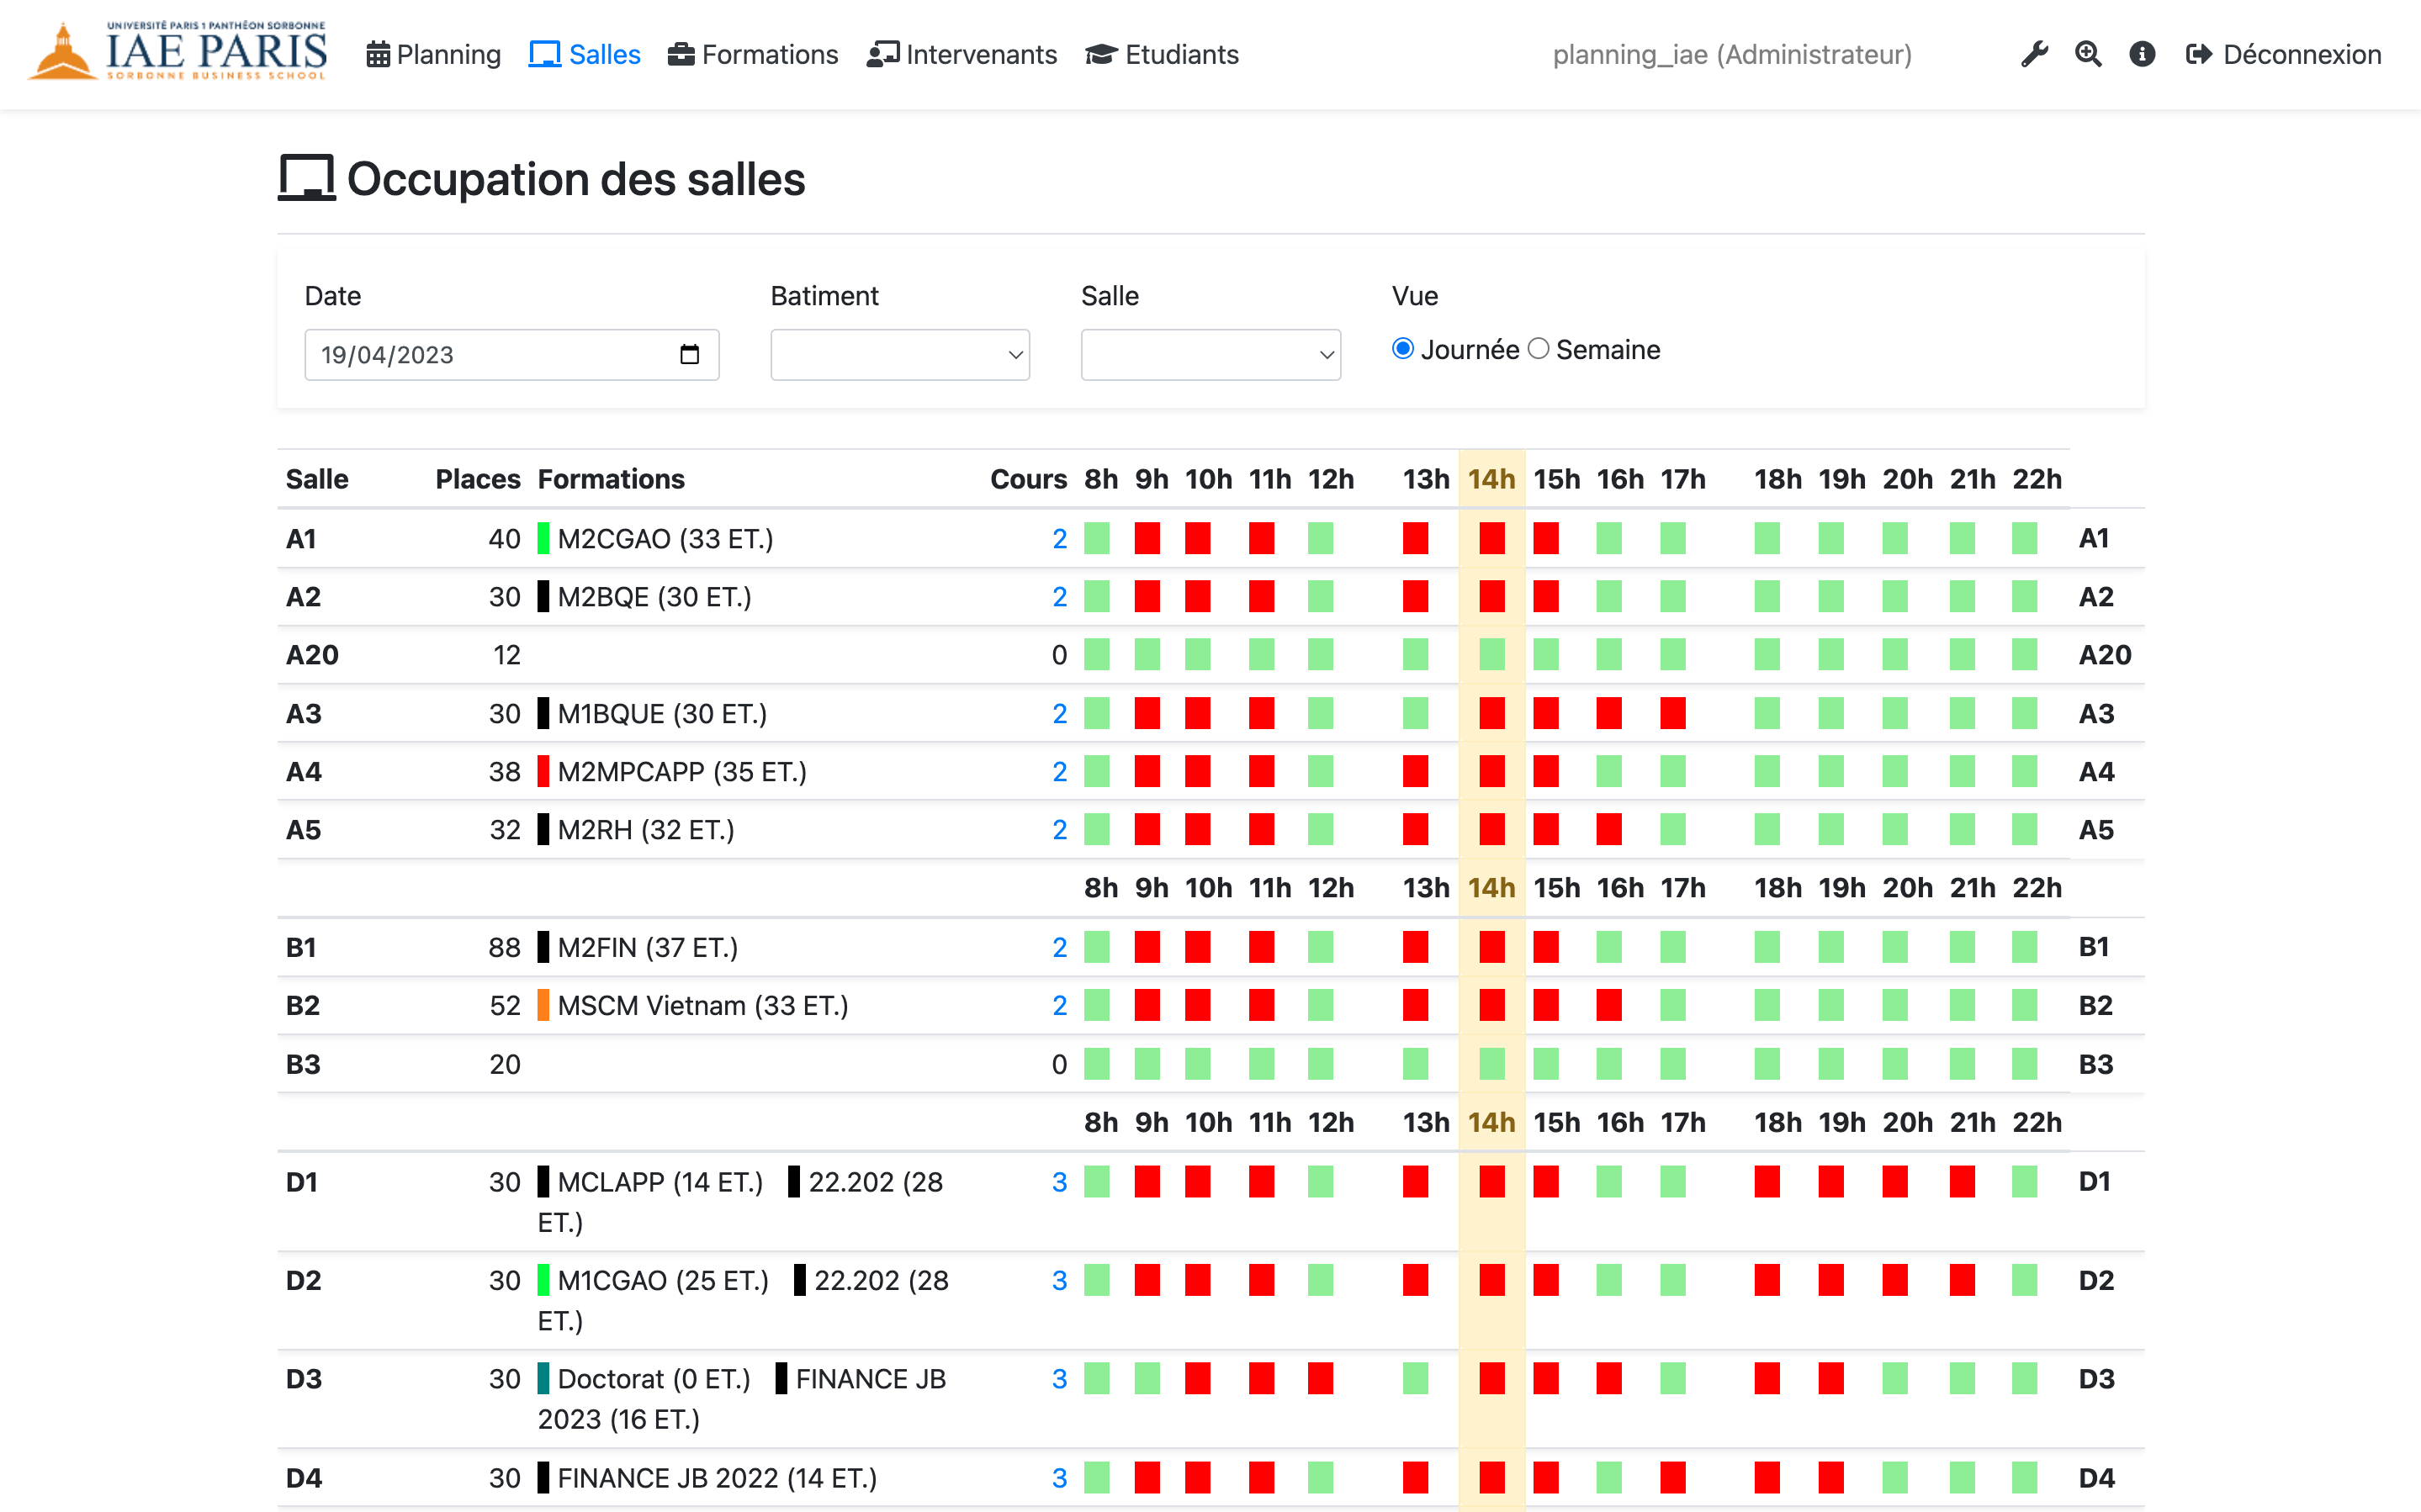 UNIVERSITÉ PARIS 1 PANTHÉON SORBONNE
IAE PARIS
SORBONNE BUSINESS SCHOOL
Planning Salles Formations Intervenants Etudiants planning_iae (Administrateur) Déconnexion
Occupation des salles
Date Batiment Salle Vue
19/04/2023 Journée Semaine
Salle Places Formations Cours 8h 9h 10h 11h 12h 13h 14h 15h 16h 17h 18h 19h 20h 21h 22h
A1 40 M2CGAO (33 ET.) 2 A1
A2 30 M2BQE (30 ET.) 2 A2
A20 12 0 A20
A3 30 M1BQUE (30 ET.) 2 A3
A4 38 M2MPCAPP (35 ET.) 2 A4
A5 32 M2RH (32 ET.) 2 A5
8h 9h 10h 11h 12h 13h 14h 15h 16h 17h 18h 19h 20h 21h 22h
B1 88 M2FIN (37 ET.) 2 B1
B2 52 MSCM Vietnam (33 ET.) 2 B2
B3 20 0 B3
8h 9h 10h 11h 12h 13h 14h 15h 16h 17h 18h 19h 20h 21h 22h
D1 30 MCLAPP (14 ET.) 22.202 (28 3 D1
ET.)
D2 30 M1CGAO (25 ET.) 22.202 (28 3 D2
ET.)
D3 30 Doctorat (0 ET.) FINANCE JB 3 D3
2023 (16 ET.)
D4 30 FINANCE JB 2022 (14 ET.) 3 D4